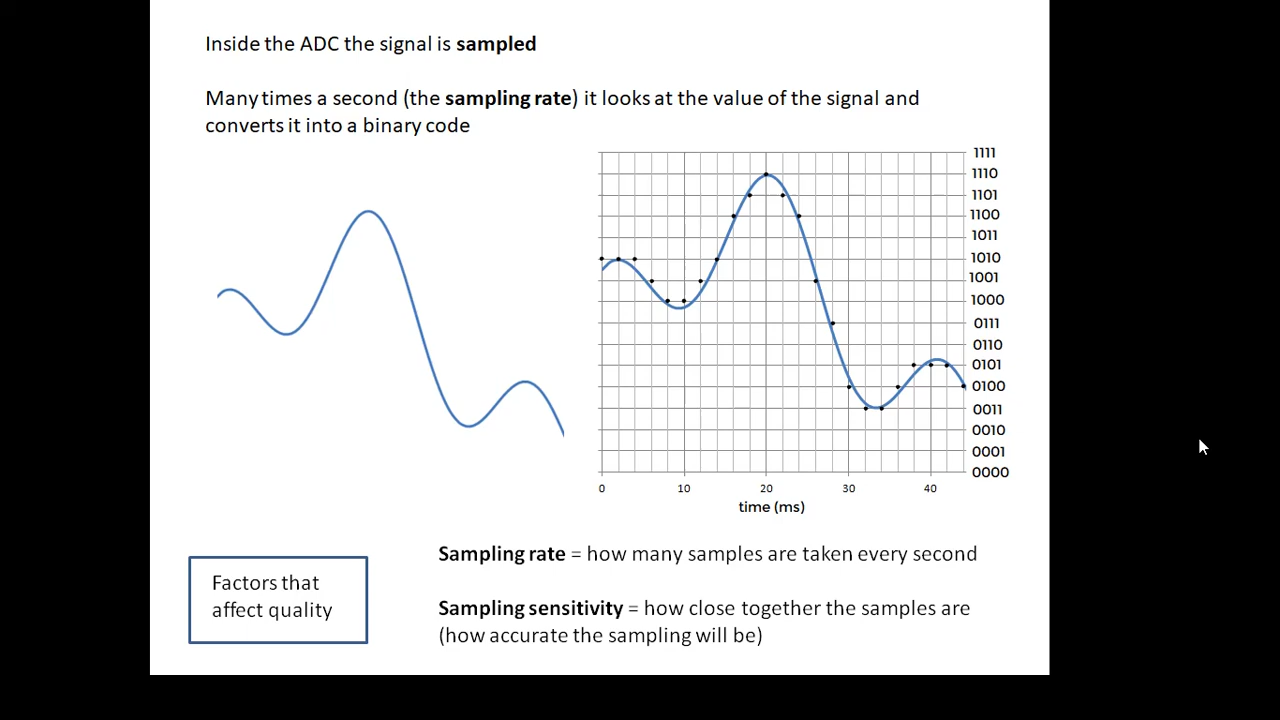 Inside the ADC the signal is sampled
Many times a second (the sampling rate) it looks at the value of the signal and
converts it into a binary code
1111
1110
1101
1100
1011
1010
1001
1000
0111
0110
0101
0100
0011
0010
0001
0000
0 10 20 30 40
time (ms)
Sampling rate = how many samples are taken every second
Factors that
affect quality
Sampling sensitivity = how close together the samples are
(how accurate the sampling will be)